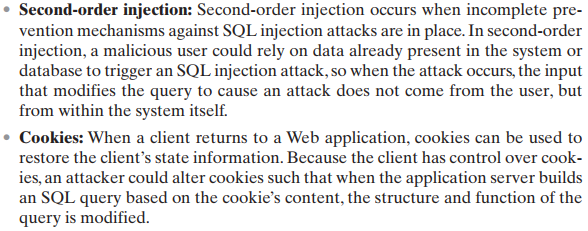 • Second-order injection: Second-order injection occurs when incomplete pre-
vention mechanisms against SQL injection attacks are in place. In second-order
injection, a malicious user could rely on data already present in the system or
database to trigger an SQL injection attack, so when the attack occurs, the input
that modifies the query to cause an attack does not come from the user, but
from within the system itself.
• Cookies: When a client returns to a Web application, cookies can be used to
restore the client's state information. Because the client has control over cook-
ies, an attacker could alter cookies such that when the application server builds
an SQL query based on the cookie's content, the structure and function of the
query is modified.